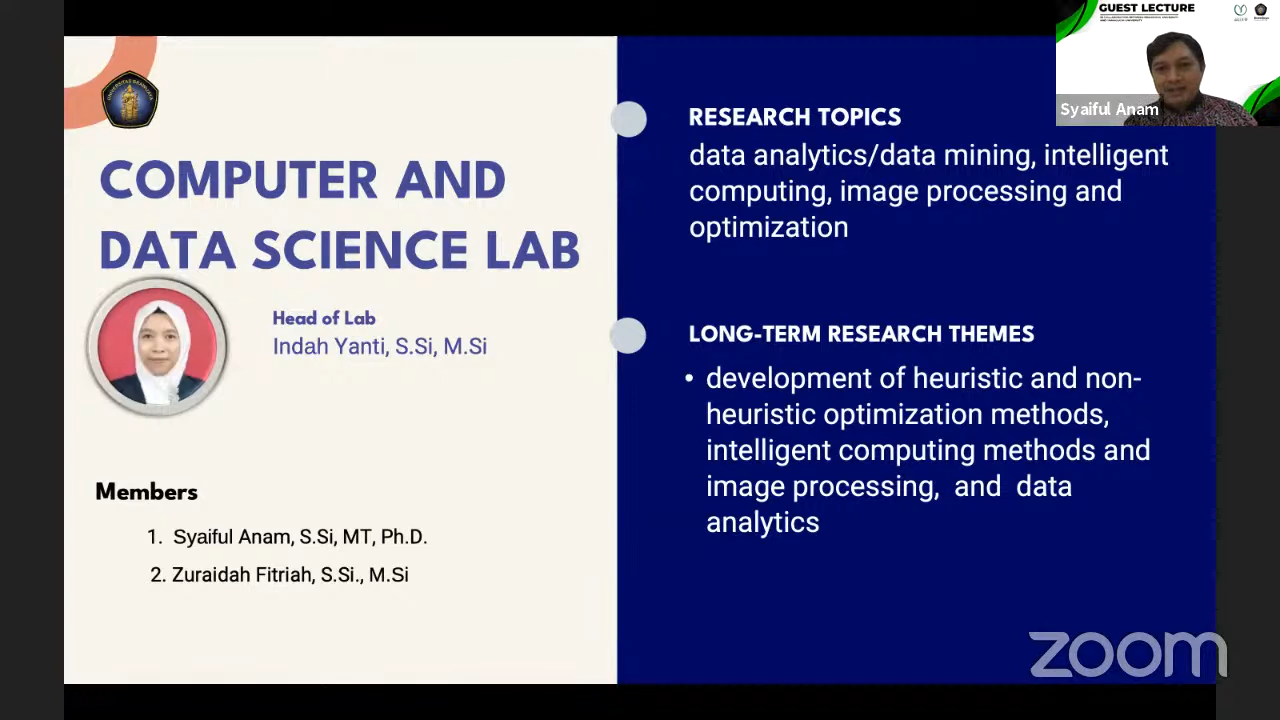 GUEST LECTURE
Syaiful Anam
UNIVERSITAS BRAWIJAYA
COMPUTER AND
DATA SCIENCE LAB
Head of Lab
Indah Yanti, S.Si, M.Si
Members
1. Syaiful Anam, S.Si, MT, Ph.D.
2. Zuraidah Fitriah, S.Si., M.Si
RESEARCH TOPICS
data analytics/data mining, intelligent
computing, image processing and
optimization
LONG-TERM RESEARCH THEMES
• development of heuristic and non-
heuristic optimization methods,
intelligent computing methods and
image processing, and data
analytics
zoom